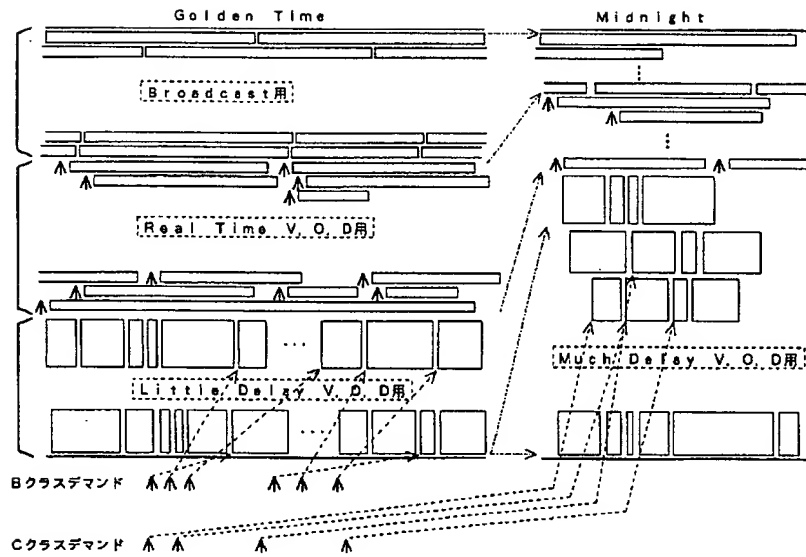 Golden Time
Midnight
Broadcast用
Real Time V,O,D用
Much Delay V,O,D用
Little Delay V,O,D用
Bクラスデマンド
Cクラスデマンド